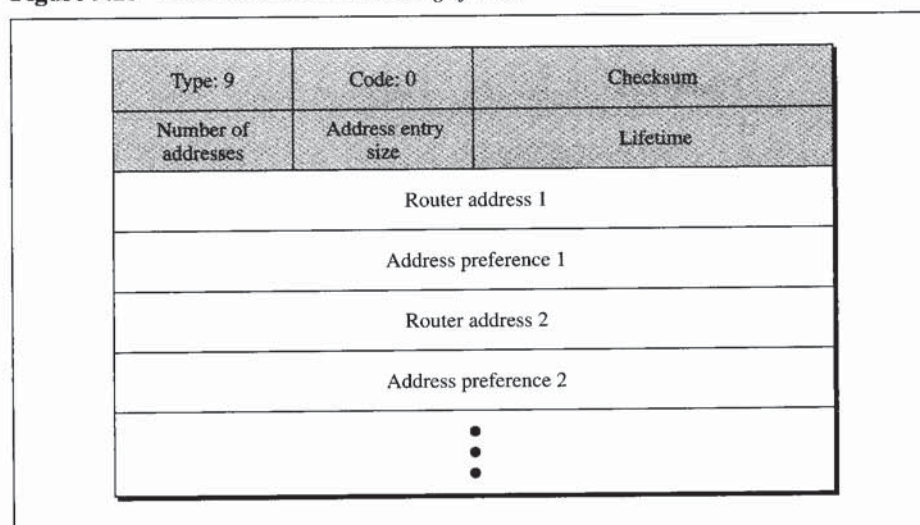 Type: 9
Code: 0
Checksum
Number of
addresses
Address entry
size
Lifetime
Router address 1
Address preference 1
Router address 2
Address preference 2